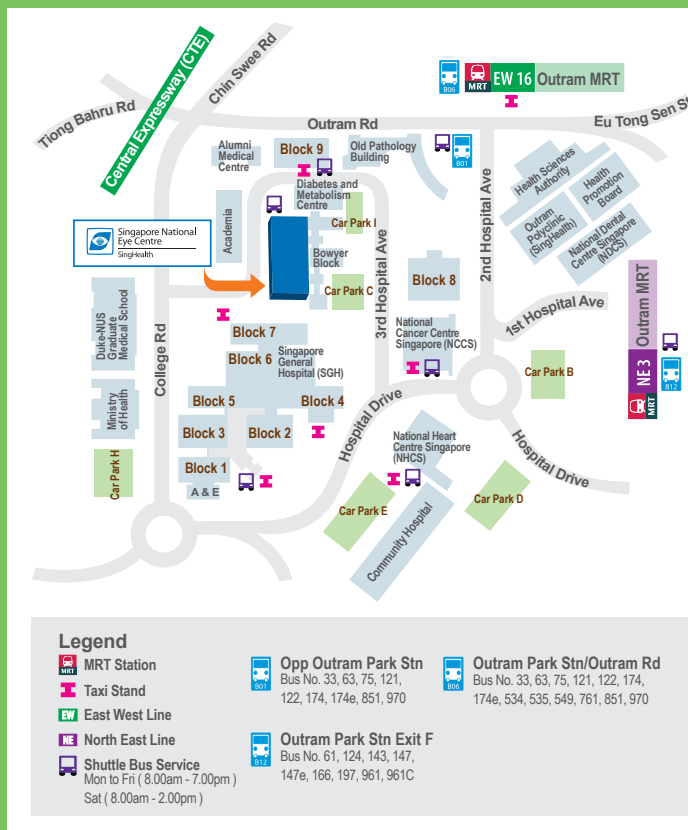 Central Expressway (CTE)
Chin Swee Rd
Tiong Bahru Rd
B06
MRT
EW 16
Outram MRT
Outram Rd
Eu Tong Sen St
Alumni
Medical
Centre
Block 9
Old Pathology
Building
B01
Health Sciences
Authority
Health
Promotion
Board
Outram
Polyclinic
(SingHealth)
National Dental
Centre Singapore
(NDCS)
Diabetes and
Metabolism
Centre
Academia
Car Park I
Singapore National
Eye Centre
SingHealth
Bowyer
Block
Car Park C
3rd Hospital Ave
2nd Hospital Ave
Block 8
1st Hospital Ave
Outram MRT
NE 3
MRT
B12
Duke-NUS
Graduate
Medical School
College Rd
Block 7
Block 6
Singapore
General
Hospital (SGH)
National
Cancer Centre
Singapore (NCCS)
Car Park B
Ministry
of Health
Block 5
Block 4
Block 3
Block 2
Hospital Drive
National Heart
Centre Singapore
(NHCS)
Hospital Drive
Car Park H
Block 1
A & E
Car Park E
Community Hospital
Car Park D
Legend
MRT
MRT Station
Taxi Stand
EW
East West Line
NE
North East Line
Shuttle Bus Service
Mon to Fri ( 8.00am - 7.00pm )
Sat ( 8.00am - 2.00pm )
B01
Opp Outram Park Stn
Bus No. 33, 63, 75, 121,
122, 174, 174e, 851, 970
B12
Outram Park Stn Exit F
Bus No. 61, 124, 143, 147,
147e, 166, 197, 961, 961C
B06
Outram Park Stn/Outram Rd
Bus No. 33, 63, 75, 121, 122, 174,
174e, 534, 535, 549, 761, 851, 970